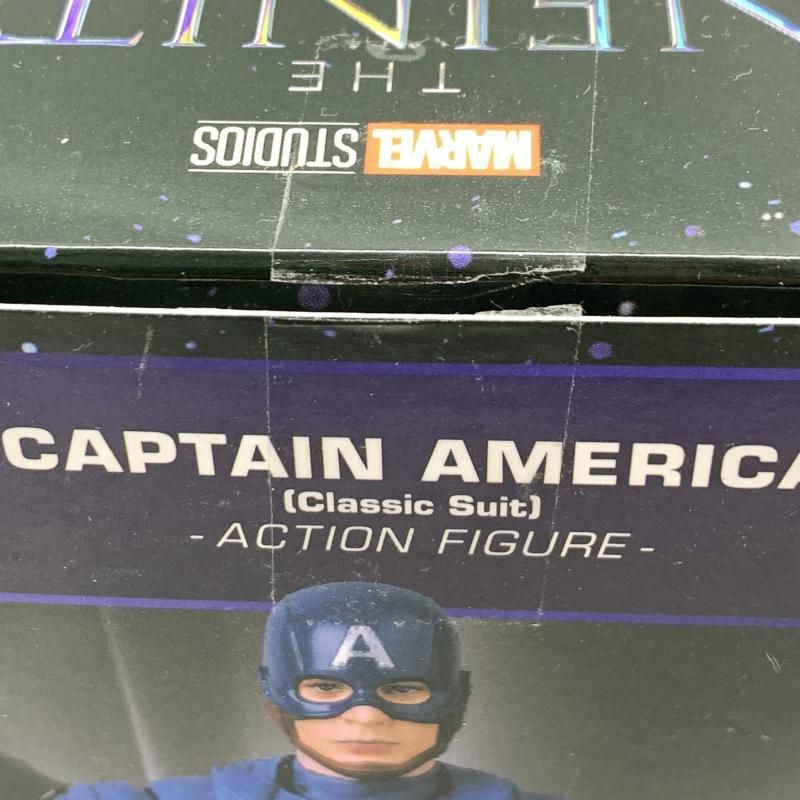 THE
MARVEL STUDIOS
CAPTAIN AMERICA
(Classic Suit)
- ACTION FIGURE -
A